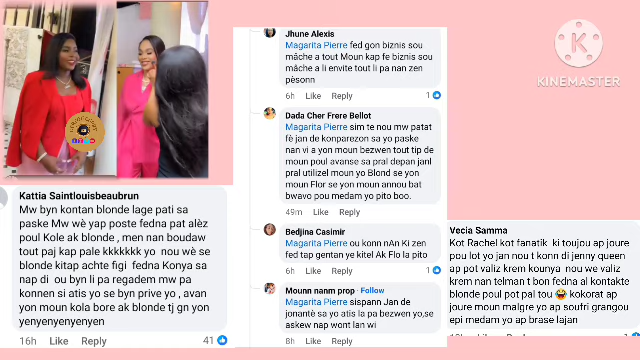 K
KINEMASTER
Kattia Saintlouisbeaubrun
Mw byn kontan blonde lage pati sa
paske Mw wè yap poste fedna pat alèz
poul Kole ak blonde , men nan boudaw
tout paj kap pale kkkkkkk yo nou wè se
blonde kitap achte figi fedna Konya sa
nap di ou byn li pa regadem mw pa
konnen si atis yo se byn prive yo , avan
yon moun kola bore ak blonde tj gn yon
yenyenyenyenyen
16h Like Reply 41
Jhune Alexis
Magarita Pierre fed gon biznis sou
mâche a tout Moun kap fe biznis sou
mâche a li envite tout li pa nan zen
pèsonn
6h Like Reply 1
Dada Cher Frere Bellot
Magarita Pierre sim te nou mw patat
fè jan de konparezon sa yo paske
nan vi a yon moun bezwen tout tip de
moun poul avanse sa pral depan janl
pral utilizel moun yo Blond se yon
moun Flor se yon moun annou bat
bwavo pou medam yo pito boo.
49m Like Reply
Bedjina Casimir
Magarita Pierre ou konn nAn Ki zen
fed tap gentan ye kitel Ak Flo la pito
6h Like Reply 1
Mounn nanm prop · Follow
Magarita Pierre sispann Jan de
jonantè sa yo atis la pa bezwen yo,se
askew nap wont lan wi
8h Like Reply
Vecia Samma
Kot Rachel kot fanatik ki toujou ap joure
pou lot yo jan nou t konn di jenny queen
ap pot valiz krem kounya nou we valiz
krem nan telman t bon fedna al kontakte
blonde poul pot pal tou 😂 kokorat ap
joure moun malgre yo ap soufri grangou
epi medam yo ap brase lajan
Like Reply 1